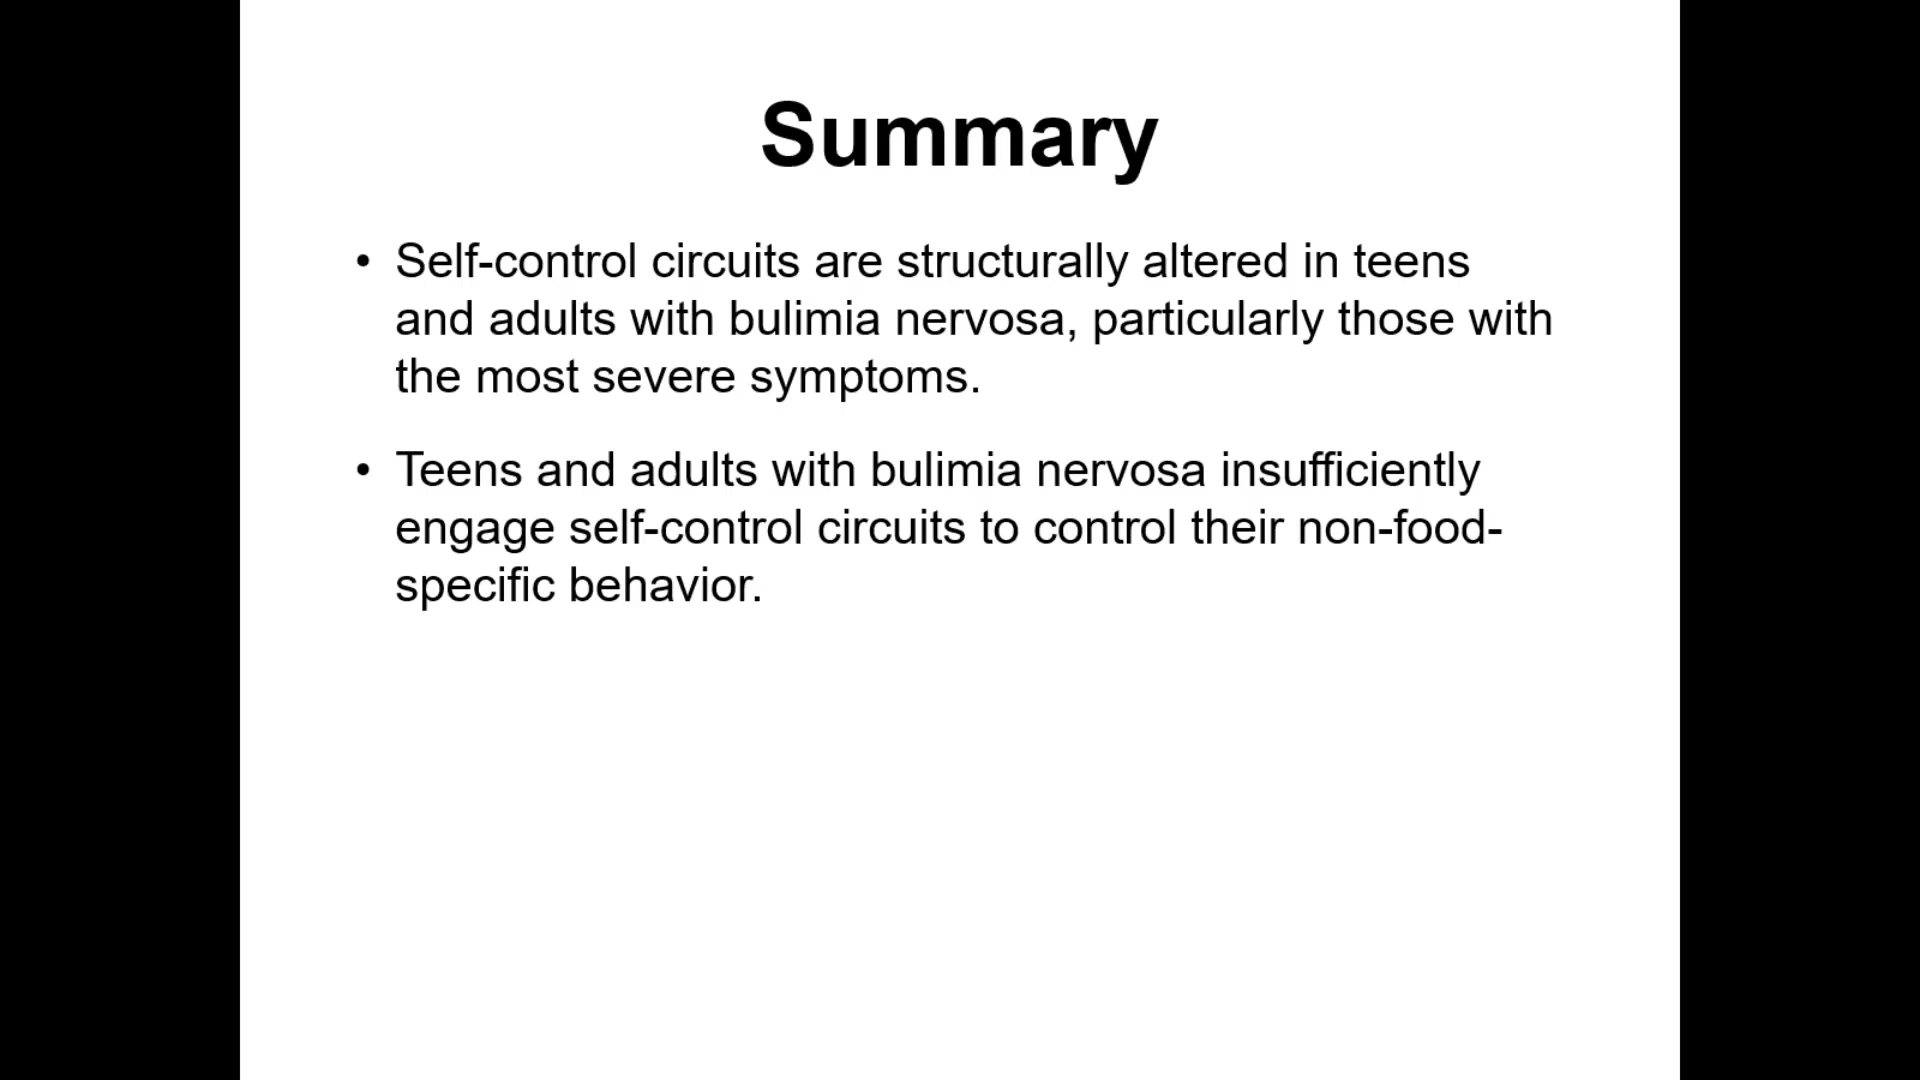 Summary
• Self-control circuits are structurally altered in teens
and adults with bulimia nervosa, particularly those with
the most severe symptoms.
• Teens and adults with bulimia nervosa insufficiently
engage self-control circuits to control their non-food-
specific behavior.